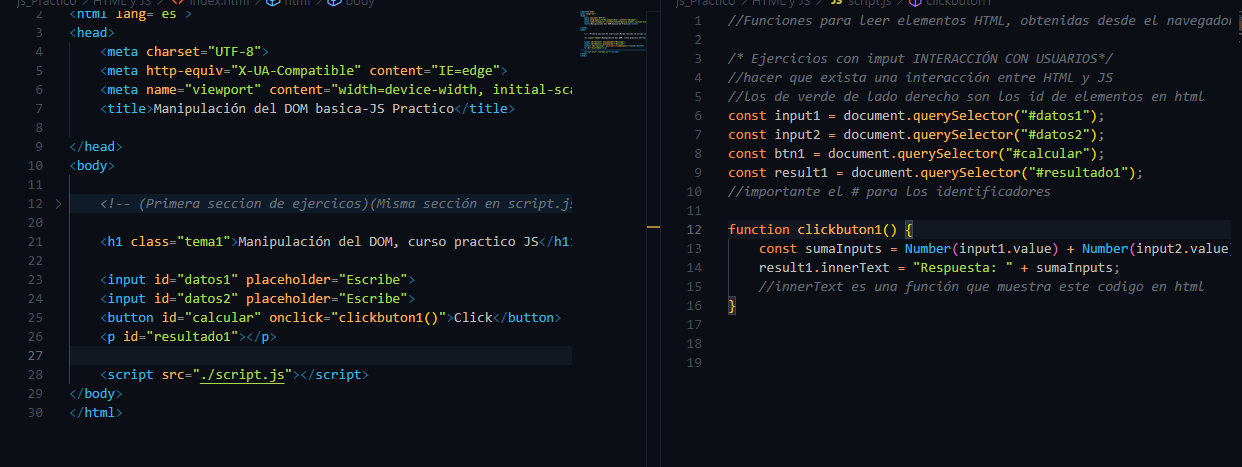 js_Practico > HTML y JS > index.html > html > body
2 <html lang="es">
3 <head>
4 <meta charset="UTF-8">
5 <meta http-equiv="X-UA-Compatible" content="IE=edge">
6 <meta name="viewport" content="width=device-width, initial-sca
7 <title>Manipulación del DOM basica-JS Practico</title>
8
9 </head>
10 <body>
11
12 > <!-- (Primera seccion de ejercicos)(Misma sección en script.js
20
21 <h1 class="tema1">Manipulación del DOM, curso practico JS</h1
22
23 <input id="datos1" placeholder="Escribe">
24 <input id="datos2" placeholder="Escribe">
25 <button id="calcular" onclick="clickbuton1()">Click</button>
26 <p id="resultado1"></p>
27
28 <script src="./script.js"></script>
29 </body>
30 </html>
js_Practico > HTML y JS > JS script.js > clickbuton1
1 //Funciones para leer elementos HTML, obtenidas desde el navegador
2
3 /* Ejercicios con imput INTERACCIÓN CON USUARIOS*/
4 //hacer que exista una interacción entre HTML y JS
5 //los de verde de lado derecho son los id de elementos en html
6 const input1 = document.querySelector("#datos1");
7 const input2 = document.querySelector("#datos2");
8 const btn1 = document.querySelector("#calcular");
9 const result1 = document.querySelector("#resultado1");
10 //importante el # para los identificadores
11
12 function clickbuton1() {
13 const sumaInputs = Number(input1.value) + Number(input2.value)
14 result1.innerText = "Respuesta: " + sumaInputs;
15 //innerText es una función que muestra este codigo en html
16 }
17
18
19